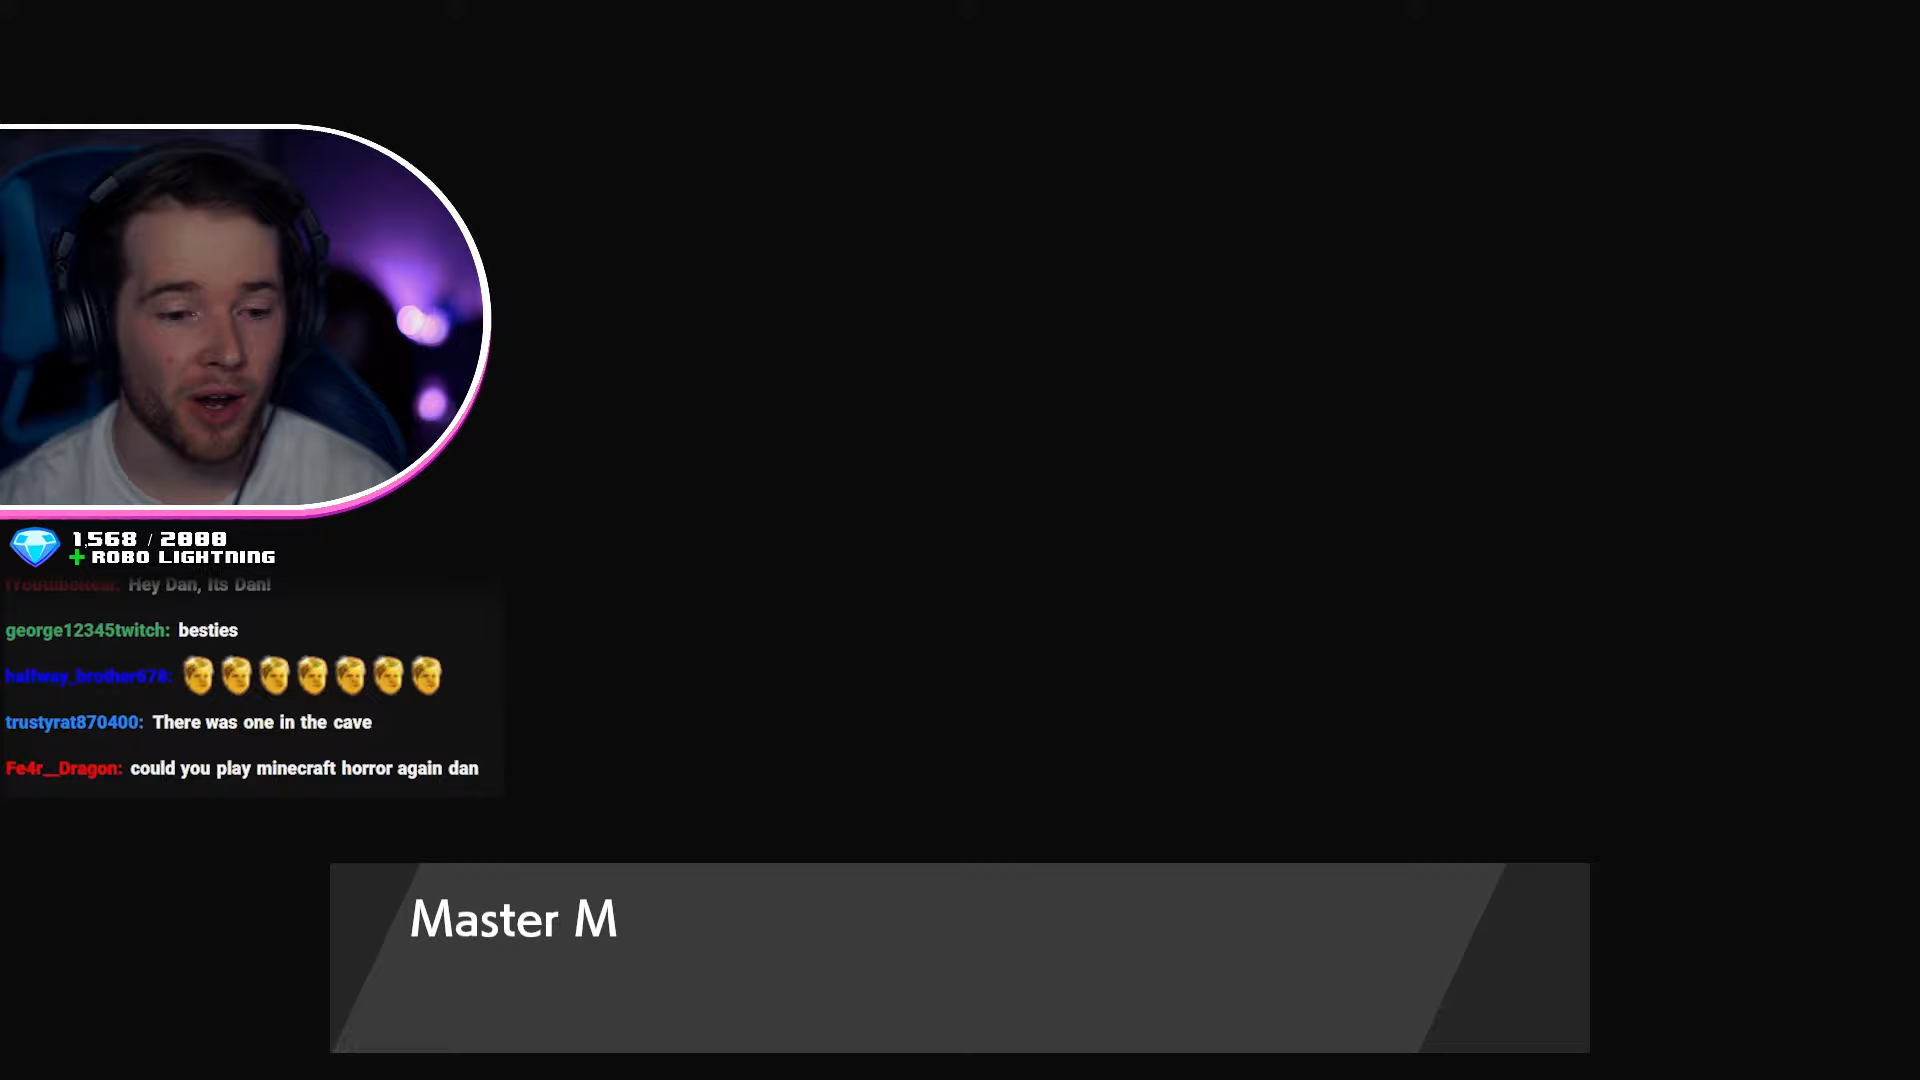 1,568 / 2000
+ ROBO LIGHTNING
Hey Dan, Its Dan!
george12345twitch: besties
halfway_brother678:
trustyrat870400: There was one in the cave
Fe4r__Dragon: could you play minecraft horror again dan
Master M